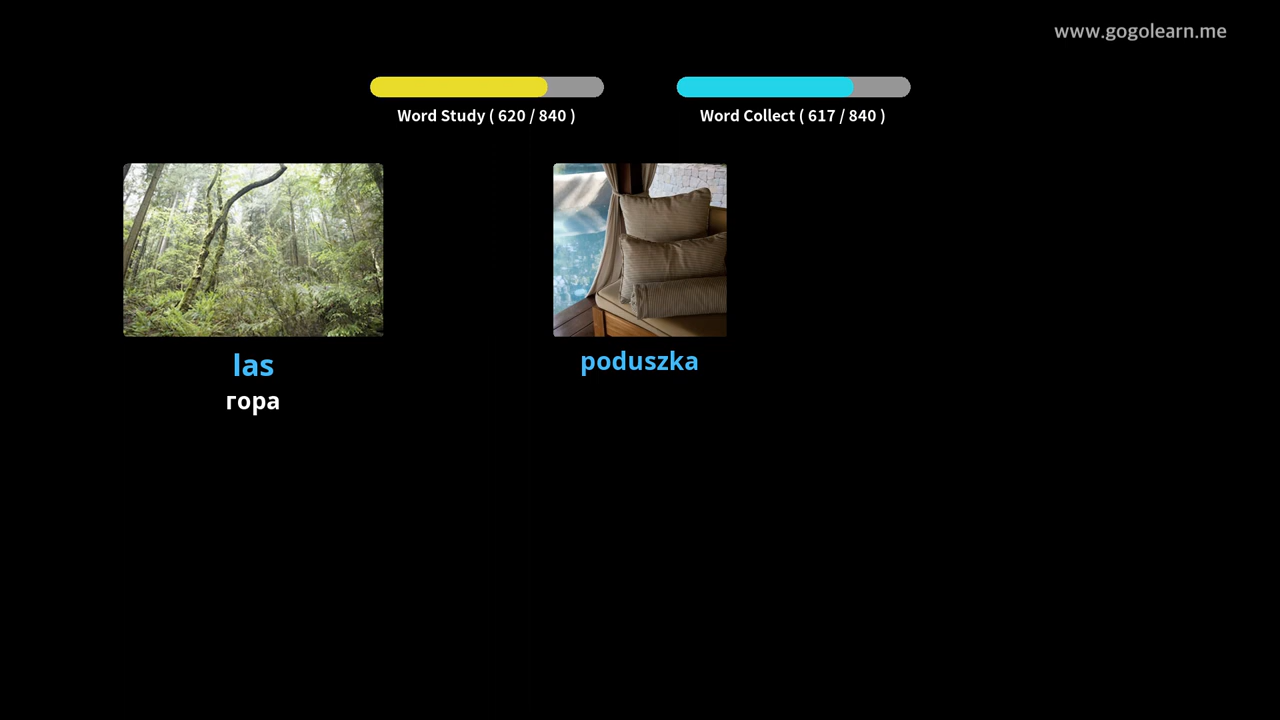 www.gogolearn.me
Word Study ( 620 / 840 )
Word Collect ( 617 / 840 )
las
гора
poduszka